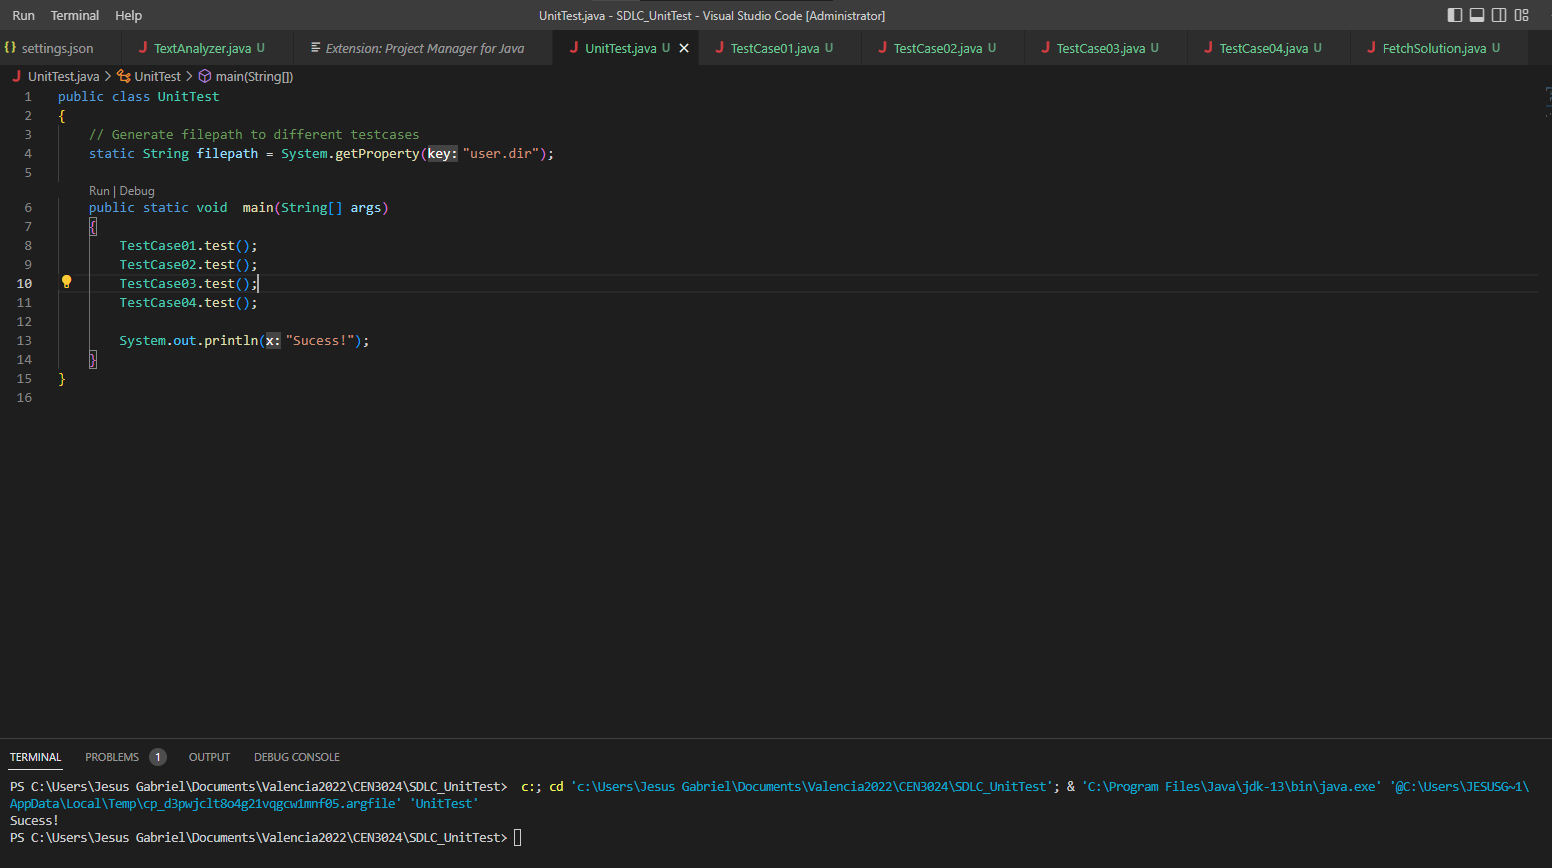 Run Terminal Help UnitTest.java - SDLC_UnitTest - Visual Studio Code [Administrator]
{} settings.json J TextAnalyzer.java U Extension: Project Manager for Java J UnitTest.java U J TestCase01.java U J TestCase02.java U J TestCase03.java U J TestCase04.java U J FetchSolution.java U
J UnitTest.java > UnitTest > main(String[])
1 public class UnitTest
2 {
3 // Generate filepath to different testcases
4 static String filepath = System.getProperty(key: "user.dir");
5
Run | Debug
6 public static void  main(String[] args)
7 {
8 TestCase01.test();
9 TestCase02.test();
10 TestCase03.test();
11 TestCase04.test();
12
13 System.out.println(x: "Sucess!");
14 }
15 }
16
TERMINAL PROBLEMS 1 OUTPUT DEBUG CONSOLE
PS C:\Users\Jesus Gabriel\Documents\Valencia2022\CEN3024\SDLC_UnitTest>  c:; cd 'c:\Users\Jesus Gabriel\Documents\Valencia2022\CEN3024\SDLC_UnitTest'; & 'C:\Program Files\Java\jdk-13\bin\java.exe' '@C:\Users\JESUSG~1\
AppData\Local\Temp\cp_d3pwjclt8o4g21vqgcw1mnf05.argfile' 'UnitTest'
Sucess!
PS C:\Users\Jesus Gabriel\Documents\Valencia2022\CEN3024\SDLC_UnitTest>